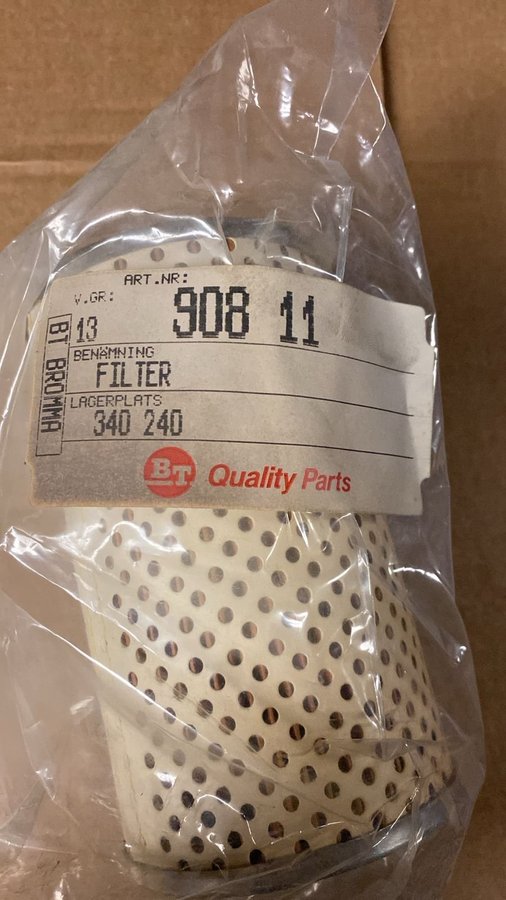 ART.NR:
V.GR:
13 908 11
BT BROMMA
BENÄMNING
FILTER
LAGERPLATS
340 240
BT Quality Parts